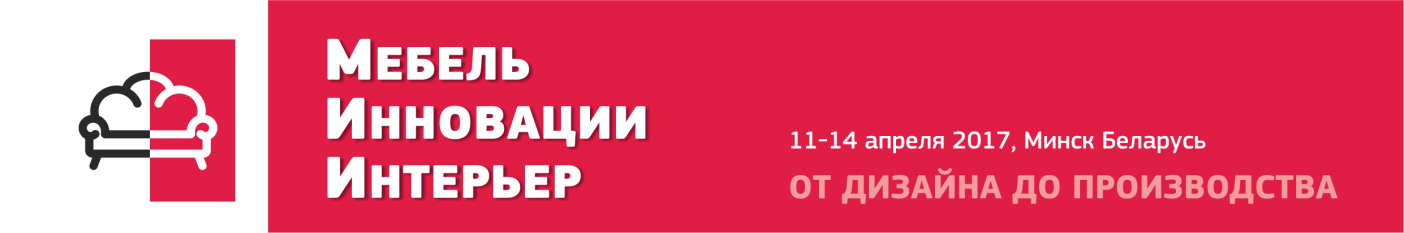 Мебель
Инновации
Интерьер
11-14 апреля 2017, Минск Беларусь
ОТ ДИЗАЙНА ДО ПРОИЗВОДСТВА